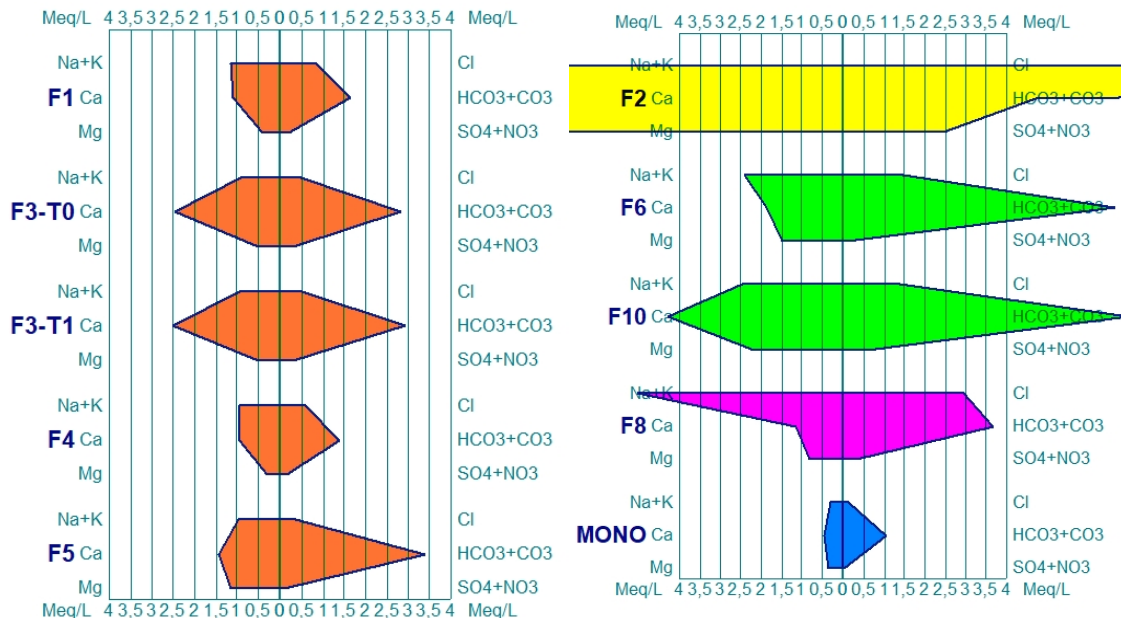 Meq/L 4 3,5 3 2,5 2 1,5 1 0,5 0 0,5 1 1,5 2 2,5 3 3,5 4 Meq/L
Na+K Cl
F1 Ca HCO3+CO3
Mg SO4+NO3
Na+K Cl
F3-T0 Ca HCO3+CO3
Mg SO4+NO3
Na+K Cl
F3-T1 Ca HCO3+CO3
Mg SO4+NO3
Na+K Cl
F4 Ca HCO3+CO3
Mg SO4+NO3
Na+K Cl
F5 Ca HCO3+CO3
Mg SO4+NO3
Meq/L 4 3,5 3 2,5 2 1,5 1 0,5 0 0,5 1 1,5 2 2,5 3 3,5 4 Meq/L
Meq/L 4 3,5 3 2,5 2 1,5 1 0,5 0 0,5 1 1,5 2 2,5 3 3,5 4 Meq/L
Na+K Cl
F2 Ca HCO3+CO3
Mg SO4+NO3
Na+K Cl
F6 Ca HCO3+CO3
Mg SO4+NO3
Na+K Cl
F10 Ca HCO3+CO3
Mg SO4+NO3
Na+K Cl
F8 Ca HCO3+CO3
Mg SO4+NO3
Na+K Cl
MONO Ca HCO3+CO3
Mg SO4+NO3
Meq/L 4 3,5 3 2,5 2 1,5 1 0,5 0 0,5 1 1,5 2 2,5 3 3,5 4 Meq/L